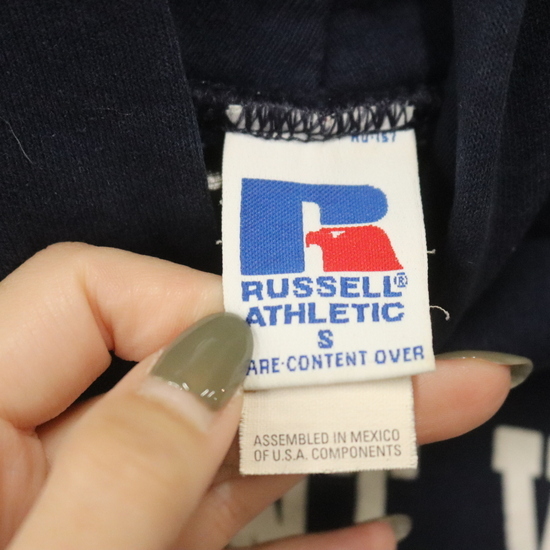 RUSSELL®
ATHLETIC
S
ARE-CONTENT OVER
ASSEMBLED IN MEXICO
OF U.S.A. COMPONENTS